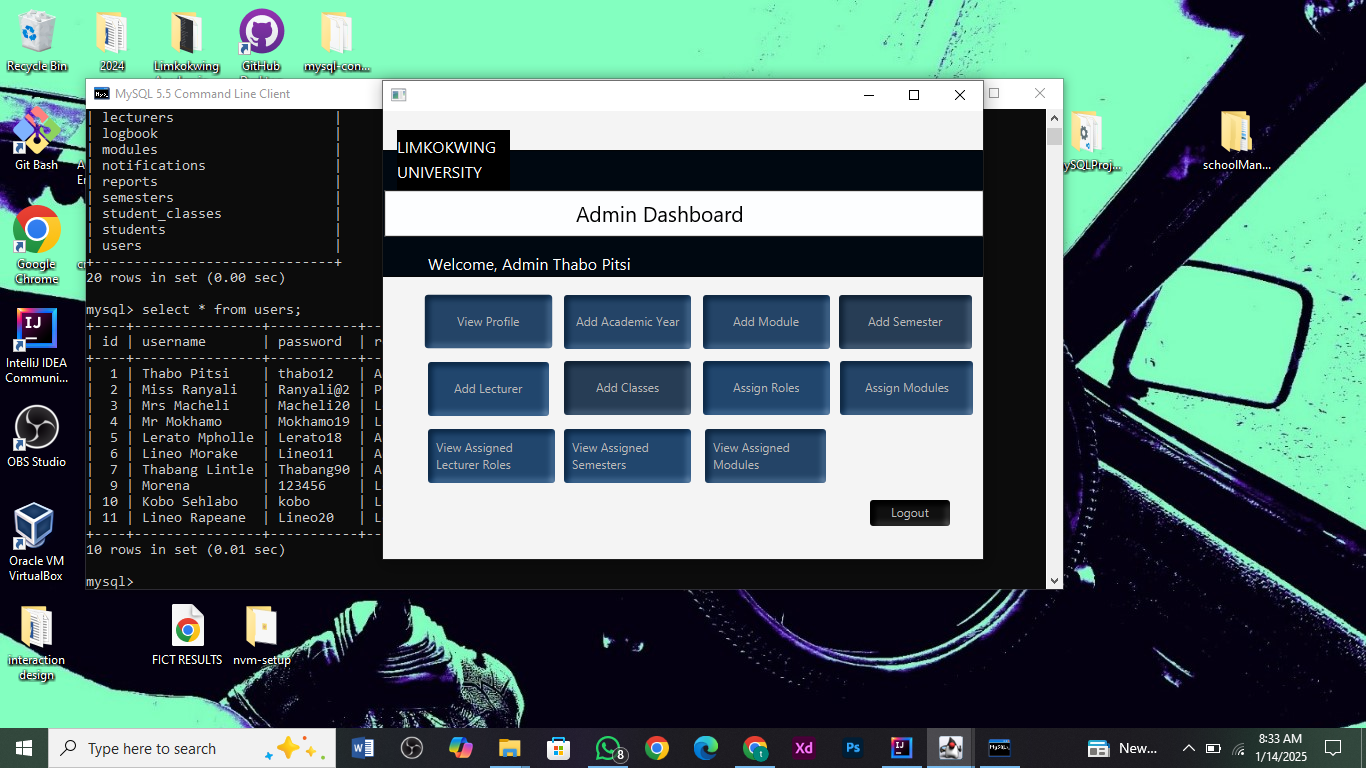 Recycle Bin
2024
Limkokwing
GitHub
mysql-con...
MySQL 5.5 Command Line Client
| lecturers |
| logbook |
| modules |
| notifications |
| reports |
| semesters |
| student_classes |
| students |
| users |
+------------------------------+
20 rows in set (0.00 sec)
mysql> select * from users;
| id | username | password | r
| 1 | Thabo Pitsi | thabo12 | A
| 2 | Miss Ranyali | Ranyali@2 | P
| 3 | Mrs Macheli | Macheli20 | L
| 4 | Mr Mokhamo | Mokhamo19 | L
| 5 | Lerato Mpholle | Lerato18 | A
| 6 | Lineo Morake | Lineo11 | A
| 7 | Thabang Lintle | Thabang90 | A
| 9 | Morena | 123456 | L
| 10 | Kobo Sehlabo | kobo | L
| 11 | Lineo Rapeane | Lineo20 | L
10 rows in set (0.01 sec)
mysql>
LIMKOKWING
UNIVERSITY
Admin Dashboard
Welcome, Admin Thabo Pitsi
View Profile
Add Academic Year
Add Module
Add Semester
Add Lecturer
Add Classes
Assign Roles
Assign Modules
View Assigned
Lecturer Roles
View Assigned
Semesters
View Assigned
Modules
Logout
Git Bash
ySQLProj...
schoolMan...
Google
Chrome
IntelliJ IDEA
Communi...
OBS Studio
Oracle VM
VirtualBox
interaction
design
FICT RESULTS
nvm-setup
Type here to search
8
Xd
Ps
New...
8:33 AM
1/14/2025